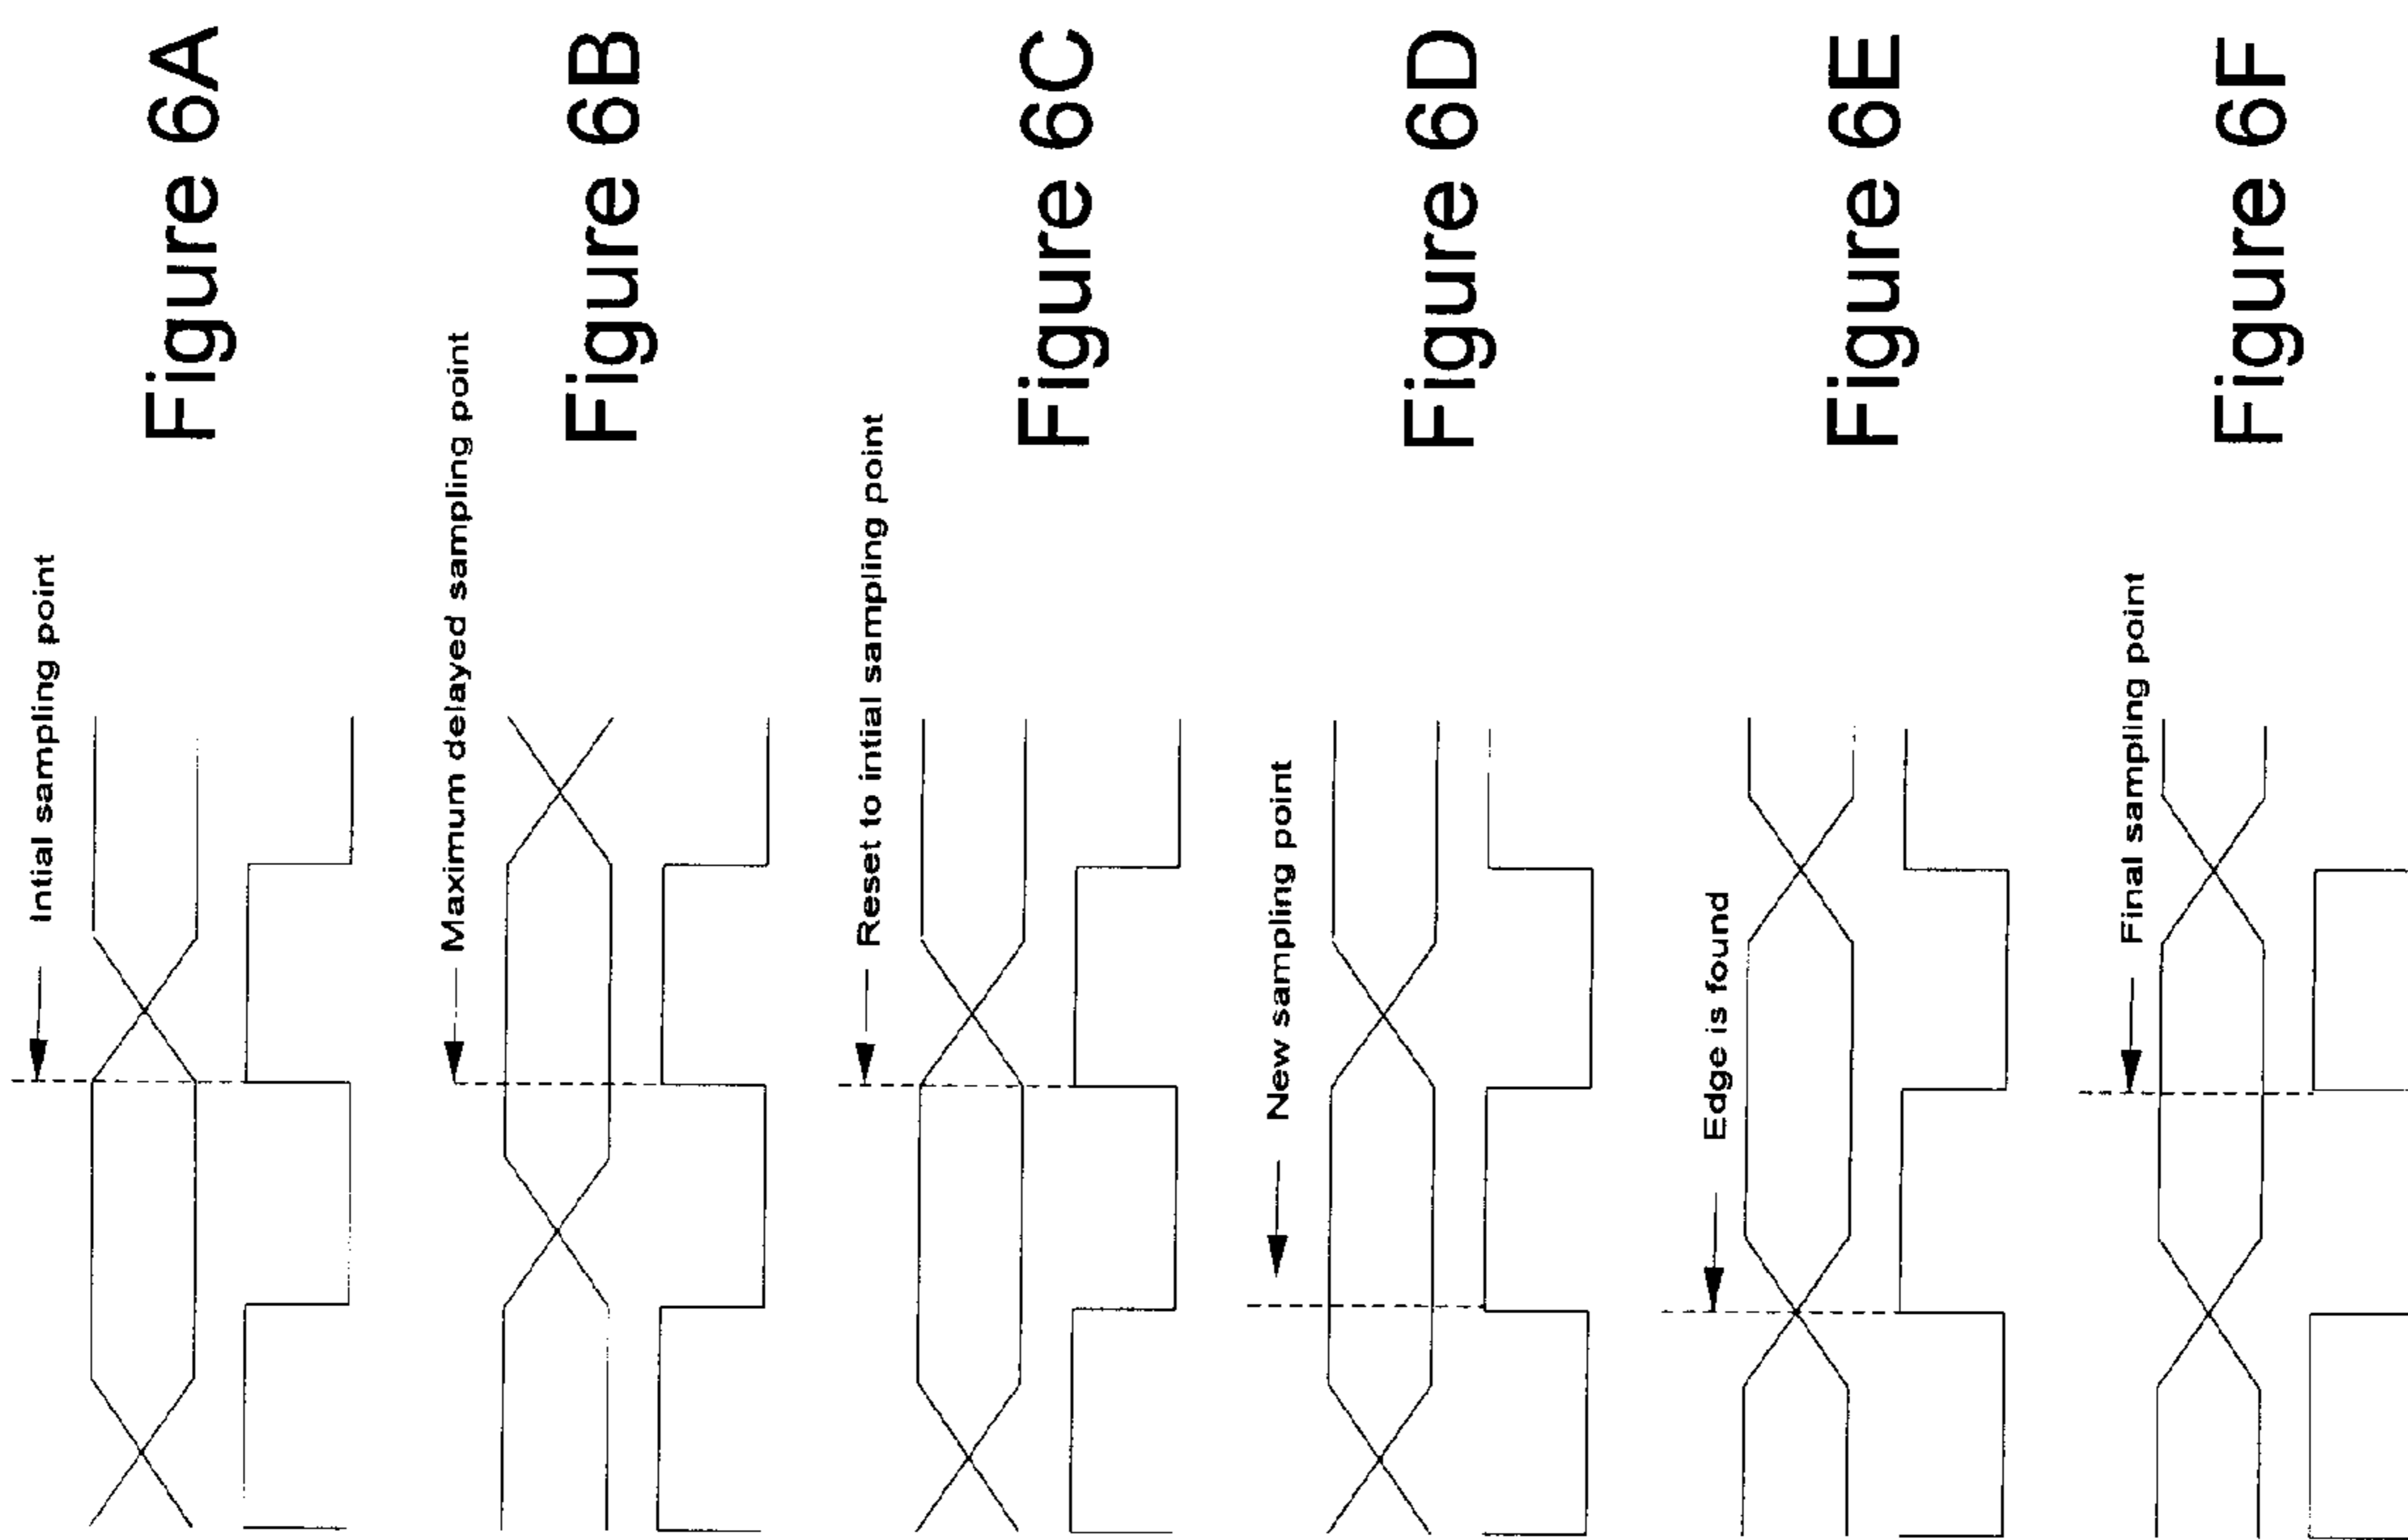 Intial sampling point
Figure 6A
Maximum delayed sampling point
Figure 6B
Reset to intial sampling point
Figure 6C
New sampling point
Figure 6D
Edge is found
Figure 6E
Final sampling point
Figure 6F